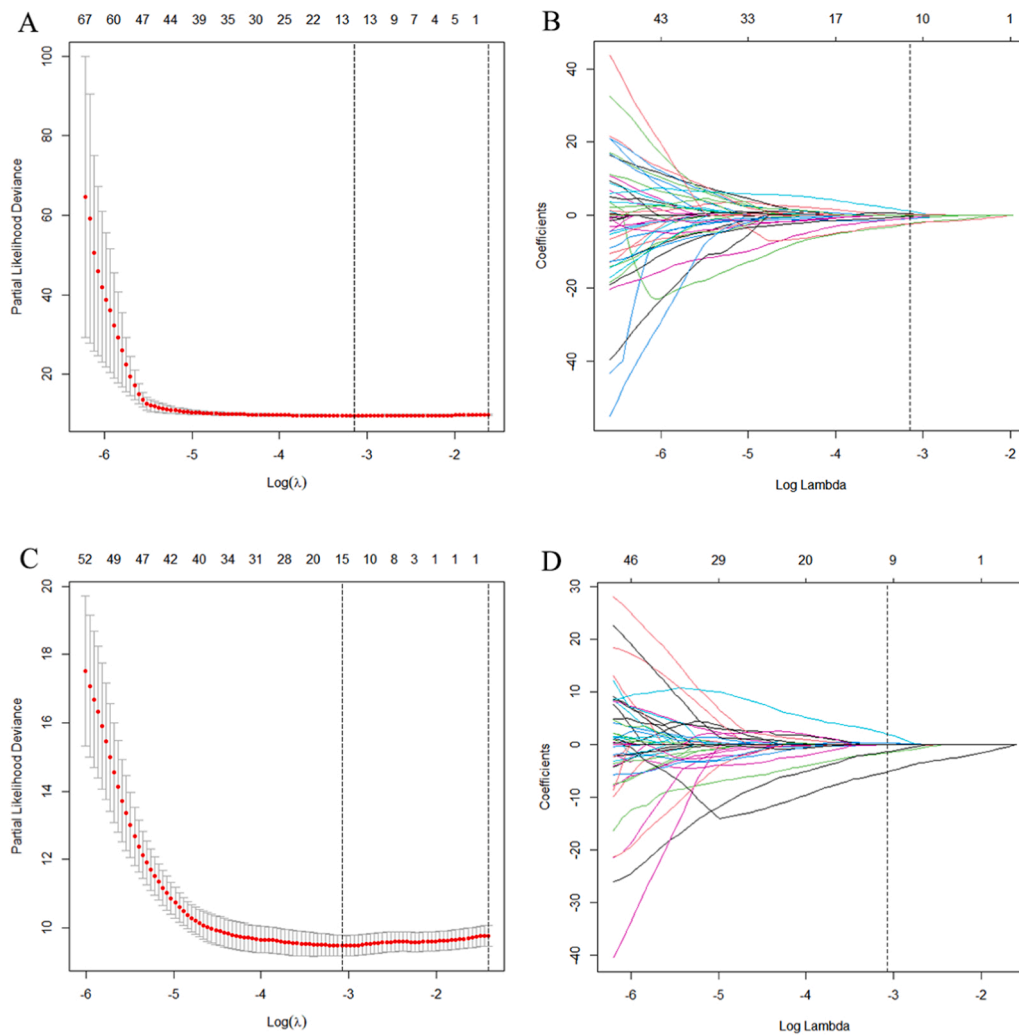 A
67 60 47 44 39 35 30 22 13 13 9 7 4 5 1
100
80
60
40
20
Partial Likelihood Deviance
-6 -5 -4 -3 -2
Log(λ)
B
43 33 17 10 1
40
20
0
-20
-40
Coefficients
-6 -5 -4 -3 -2
Log Lambda
C
52 49 47 42 40 34 31 28 20 15 10 8 3 1 1 1
20
18
16
14
12
10
Partial Likelihood Deviance
-6 -5 -4 -3 -2
Log(λ)
D
46 29 20 9 1
30
20
10
0
-10
-20
-30
-40
Coefficients
-6 -5 -4 -3 -2
Log Lambda